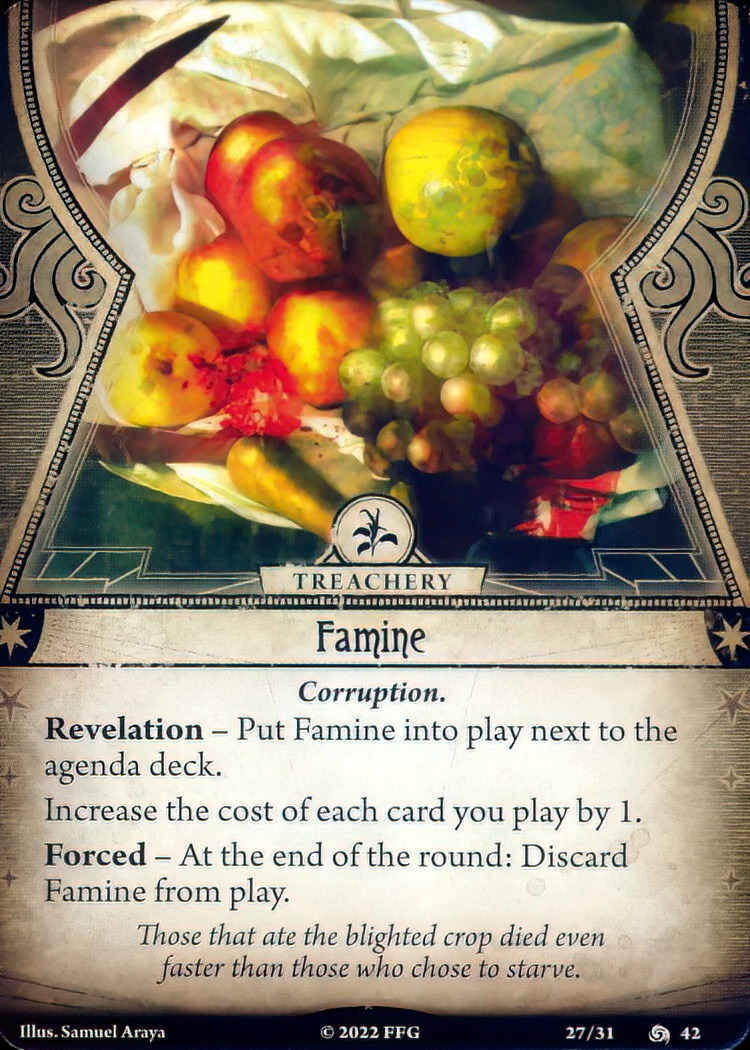 TREACHERY
Famine
Corruption.
Revelation – Put Famine into play next to the
agenda deck.
Increase the cost of each card you play by 1.
Forced – At the end of the round: Discard
Famine from play.
Those that ate the blighted crop died even
faster than those who chose to starve.
Illus. Samuel Araya © 2022 FFG 27/31 42